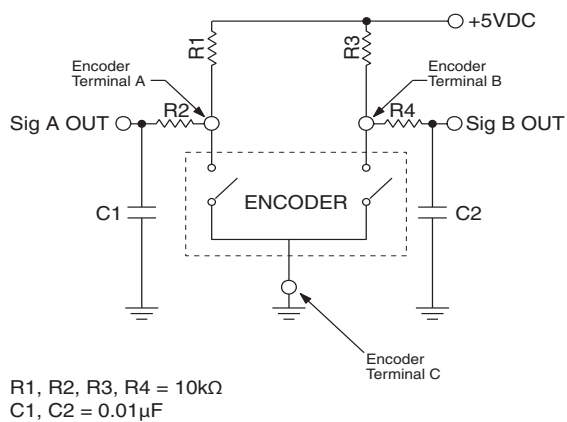 +5VDC
R1
R3
Encoder
Terminal A
Encoder
Terminal B
R2
R4
Sig A OUT
Sig B OUT
ENCODER
C1
C2
Encoder
Terminal C
R1, R2, R3, R4 = 10kΩ
C1, C2 = 0.01µF